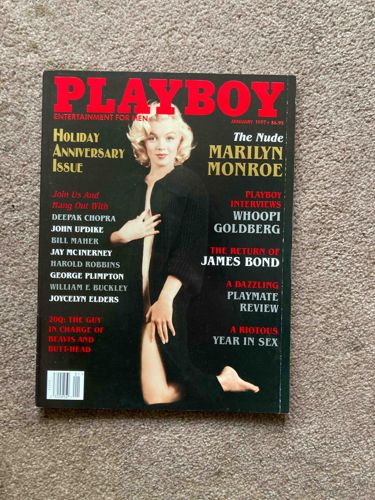 PLAYBOY
ENTERTAINMENT FOR MEN
JANUARY 1997 • $6.95
HOLIDAY
ANNIVERSARY
ISSUE
Join Us And
Hang Out With
DEEPAK CHOPRA
JOHN UPDIKE
BILL MAHER
JAY MCINERNEY
HAROLD ROBBINS
GEORGE PLIMPTON
WILLIAM F. BUCKLEY
JOYCELYN ELDERS
20Q: THE GUY
IN CHARGE OF
BEAVIS AND
BUTT-HEAD
The Nude
MARILYN
MONROE
PLAYBOY
INTERVIEWS
WHOOPI
GOLDBERG
THE RETURN OF
JAMES BOND
A DAZZLING
PLAYMATE
REVIEW
A RIOTOUS
YEAR IN SEX